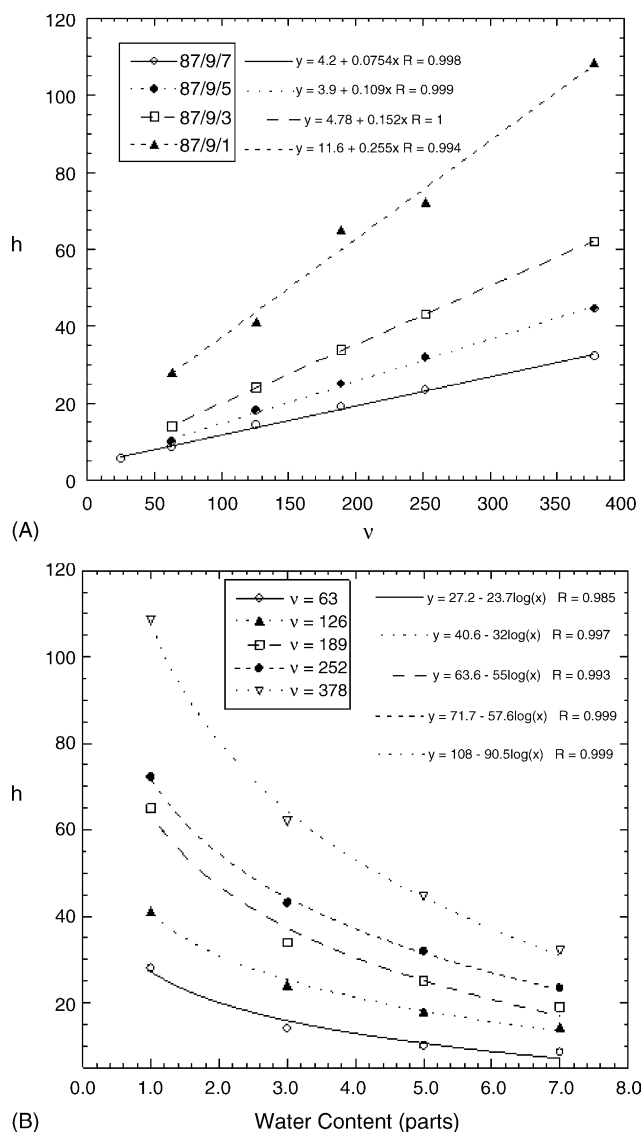 120
100
80
60
40
20
0
h
87/9/7
87/9/5
87/9/3
87/9/1
y = 4.2 + 0.0754x R = 0.998
y = 3.9 + 0.109x R = 0.999
y = 4.78 + 0.152x R = 1
y = 11.6 + 0.255x R = 0.994
0 50 100 150 200 250 300 350 400
(A)
ν
120
100
80
60
40
20
h
ν = 63
ν = 126
ν = 189
ν = 252
ν = 378
y = 27.2 - 23.7log(x) R = 0.985
y = 40.6 - 32log(x) R = 0.997
y = 63.6 - 55log(x) R = 0.993
y = 71.7 - 57.6log(x) R = 0.999
y = 108 - 90.5log(x) R = 0.999
0.0 1.0 2.0 3.0 4.0 5.0 6.0 7.0 8.0
(B)
Water Content (parts)